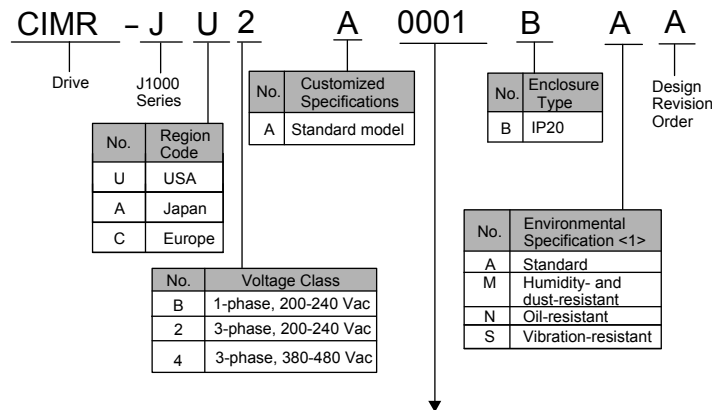 CIMR - J U 2 A 0001 B A A
Drive
J1000
Series
Design
Revision
Order
No. Customized
Specifications
A Standard model
No. Enclosure
Type
B IP20
No. Region
Code
U USA
A Japan
C Europe
No. Environmental
Specification <1>
A Standard
M Humidity- and
dust-resistant
N Oil-resistant
S Vibration-resistant
No. Voltage Class
B 1-phase, 200-240 Vac
2 3-phase, 200-240 Vac
4 3-phase, 380-480 Vac